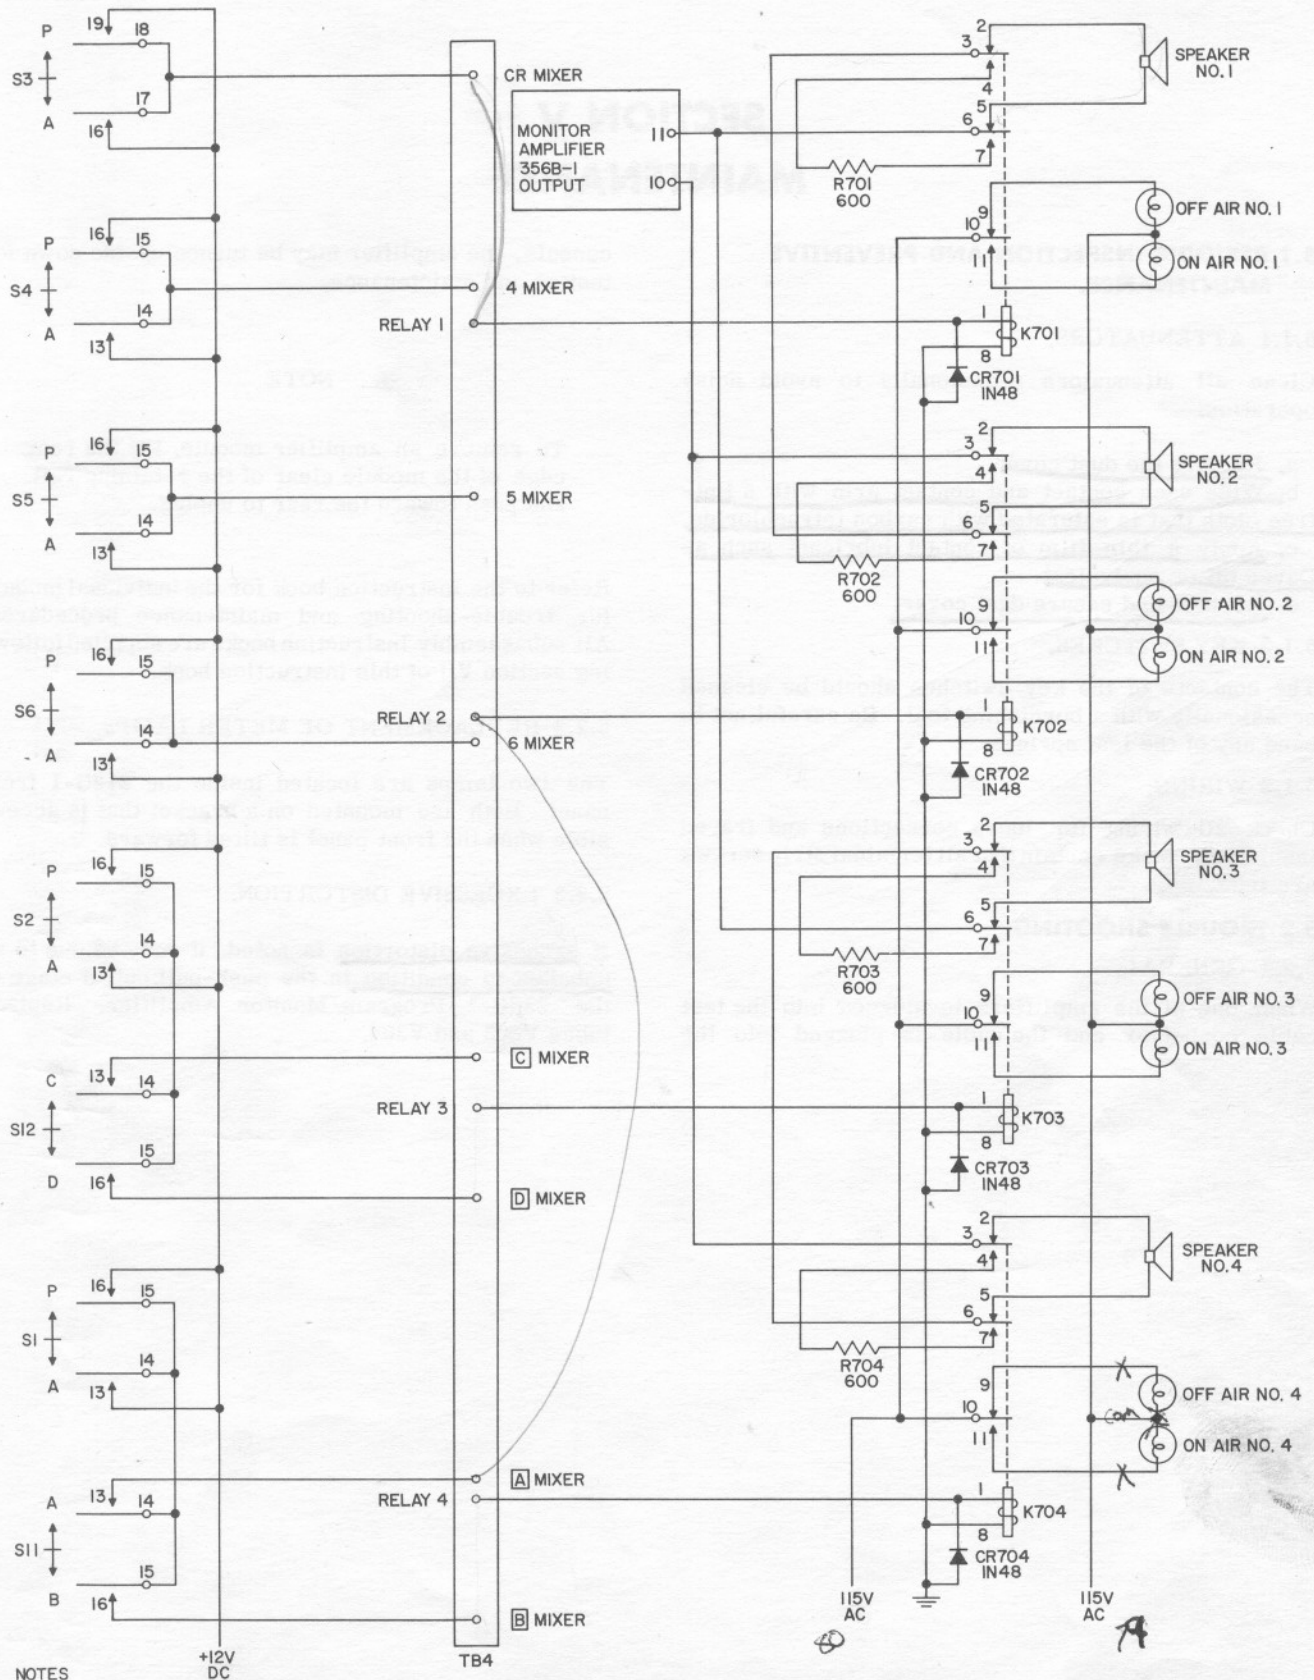 P
S3
A
19
18
17
16
P
S4
A
16
15
14
13
P
S5
A
16
15
14
13
P
S6
A
16
15
14
13
P
S2
A
16
15
14
13
C
S12
D
13
14
15
16
P
S1
A
16
15
14
13
A
S11
B
13
14
15
16
NOTES
+12V
DC
CR MIXER
4 MIXER
RELAY 1
5 MIXER
RELAY 2
6 MIXER
C MIXER
RELAY 3
D MIXER
A MIXER
RELAY 4
B MIXER
TB4
MONITOR
AMPLIFIER
356B-1
OUTPUT
11
10
2
3
4
5
6
7
R701
600
SPEAKER
NO. 1
9
10
11
OFF AIR NO. 1
ON AIR NO. 1
1
8
K701
CR701
IN48
2
3
4
5
6
7
R702
600
SPEAKER
NO. 2
9
10
11
OFF AIR NO. 2
ON AIR NO. 2
1
8
K702
CR702
IN48
2
3
4
5
6
7
R703
600
SPEAKER
NO. 3
9
10
11
OFF AIR NO. 3
ON AIR NO. 3
1
8
K703
CR703
IN48
2
3
4
5
6
7
R704
600
SPEAKER
NO. 4
9
10
11
X
COM
X
OFF AIR NO. 4
ON AIR NO. 4
1
8
K704
CR704
IN48
115V
AC
115V
AC